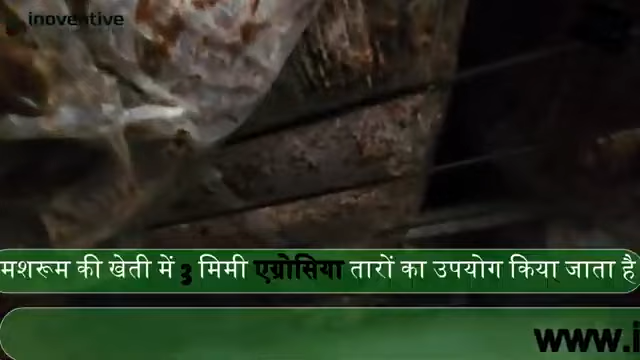 inoventive
मशरूम की खेती में 3 मिमी एग्रोसिया तारों का उपयोग किया जाता है
www.i